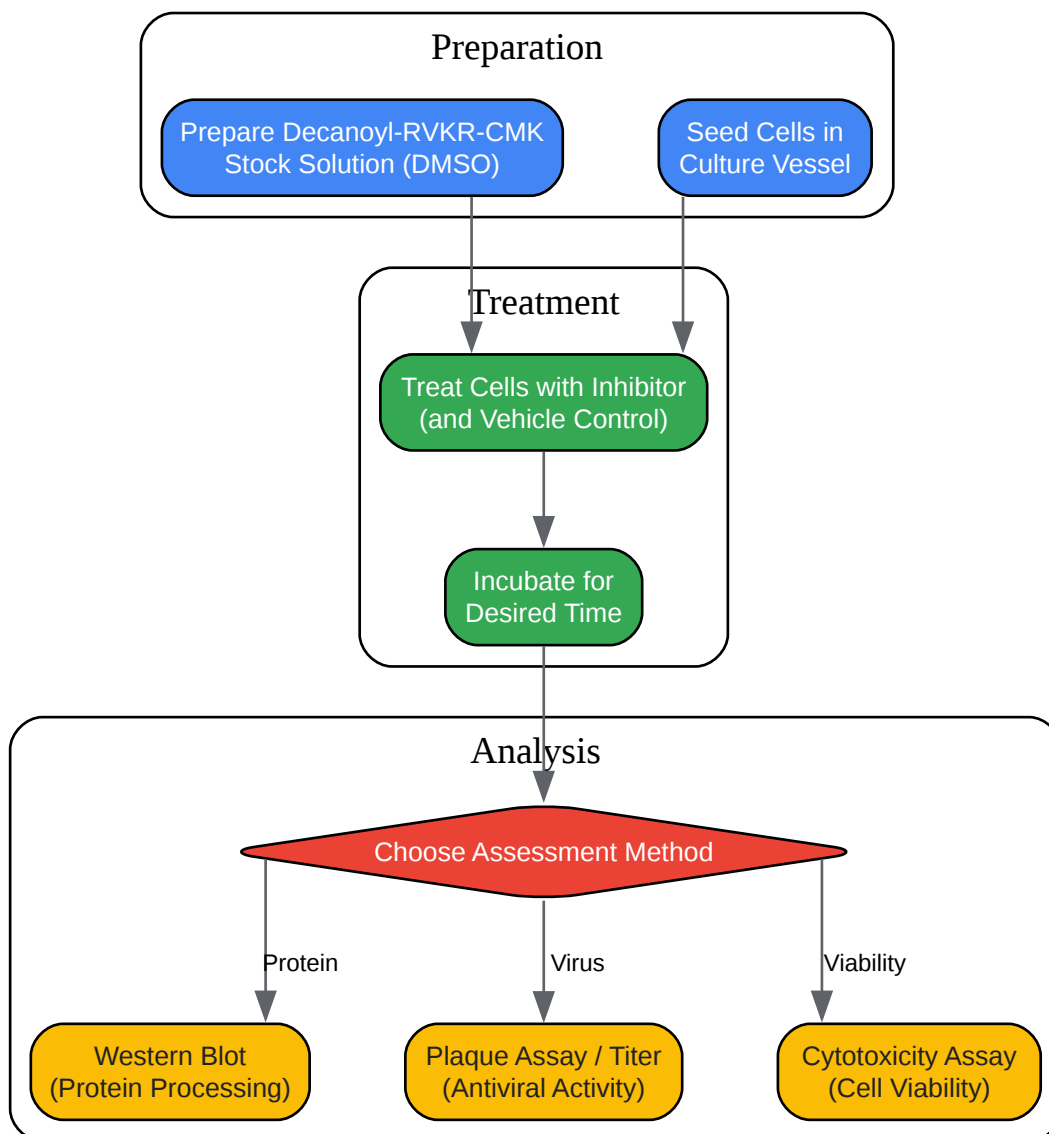 Preparation
Prepare Decanoyl-RVKR-CMK
Stock Solution (DMSO)
Seed Cells in
Culture Vessel
Treatment
Treat Cells with Inhibitor
(and Vehicle Control)
Incubate for
Desired Time
Analysis
Choose Assessment Method
Protein
Virus
Viability
Western Blot
(Protein Processing)
Plaque Assay / Titer
(Antiviral Activity)
Cytotoxicity Assay
(Cell Viability)